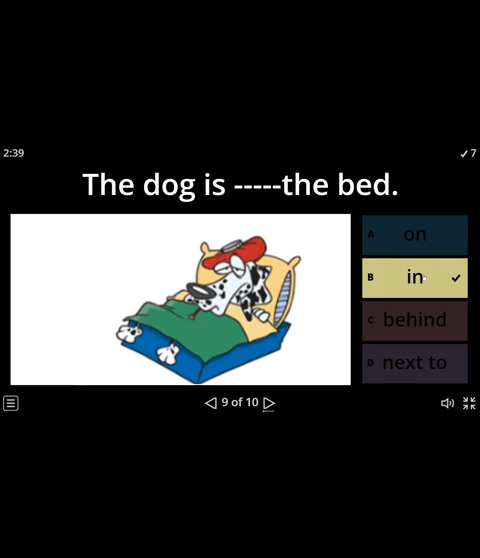 2:39
✓ 7
The dog is -----the bed.
A on
B in ✓
C behind
D next to
9 of 10